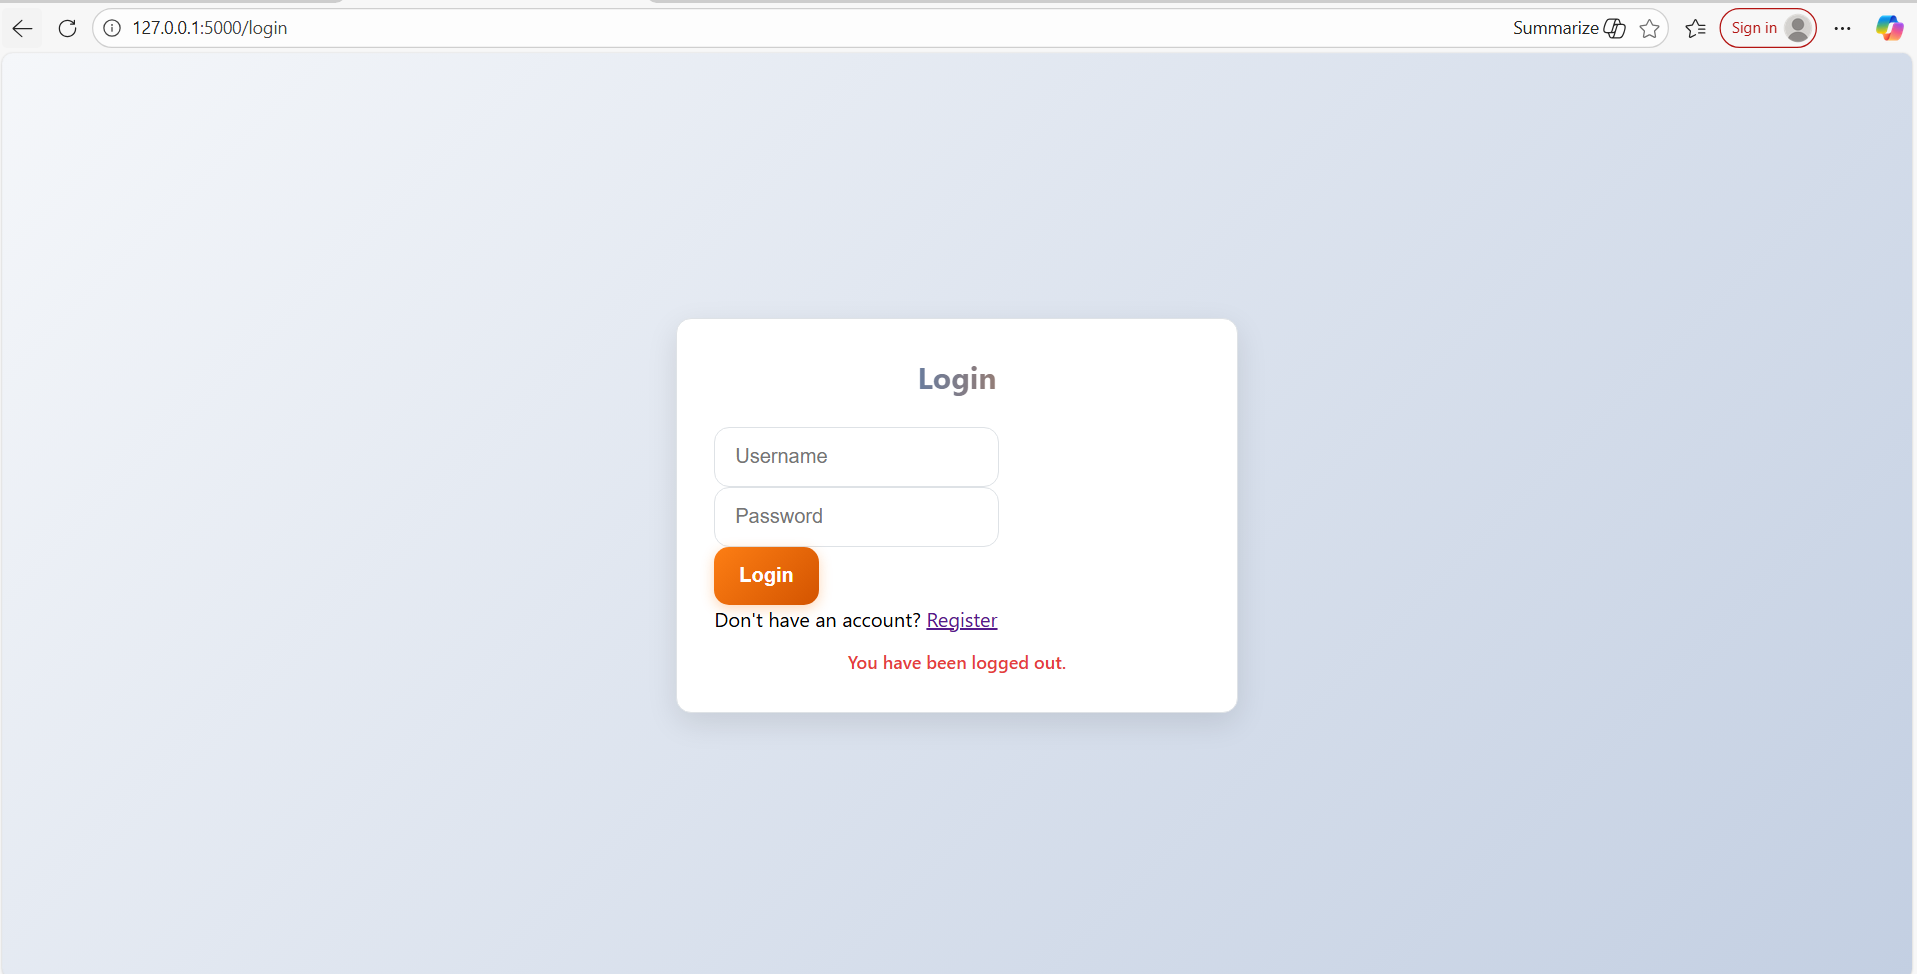 127.0.0.1:5000/login
Summarize
Sign in
Login
Username
Password
Login
Don't have an account? Register
You have been logged out.